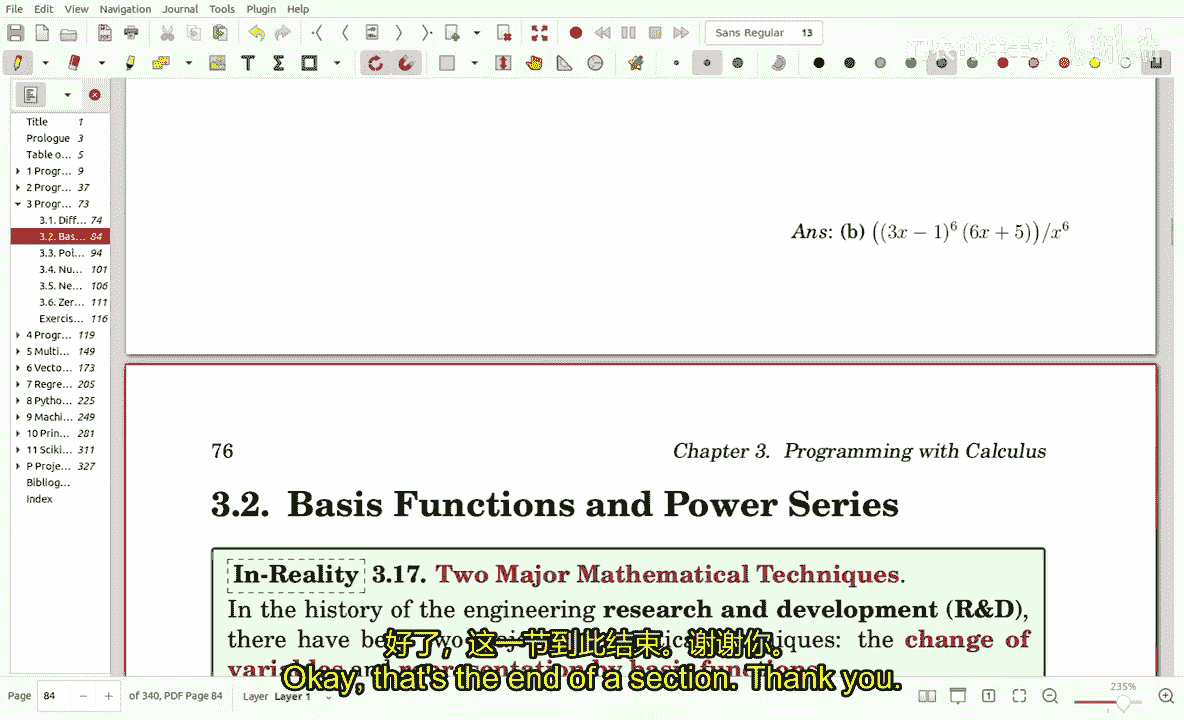 File Edit View Navigation Journal Tools Plugin Help
Sans Regular 13
Title 1
Prologue 3
Table o... 5
1 Progr... 9
2 Progr... 37
3 Progr... 73
3.1. Diff... 74
3.2. Bas... 84
3.3. Pol... 94
3.4. Nu... 101
3.5. Ne... 106
3.6. Zer... 111
Exercis... 116
4 Progr... 119
5 Multi... 149
6 Vecto... 173
7 Regre... 205
8 Pytho... 225
9 Machi... 249
10 Prin... 281
11 Sciki... 311
P Proje... 327
Bibliog...
Index
Ans: (b) ((3x − 1)⁶ (6x + 5))/x⁶
76 Chapter 3. Programming with Calculus
3.2. Basis Functions and Power Series
In-Reality 3.17. Two Major Mathematical Techniques.
In the history of the engineering research and development (R&D),
there have be two techniques: the change of
variables and representation by basis functions
好了，这一节到此结束。谢谢你。
Okay, that's the end of a section. Thank you.
Page 84 − + of 340, PDF Page 84 Layer Layer 1 235%